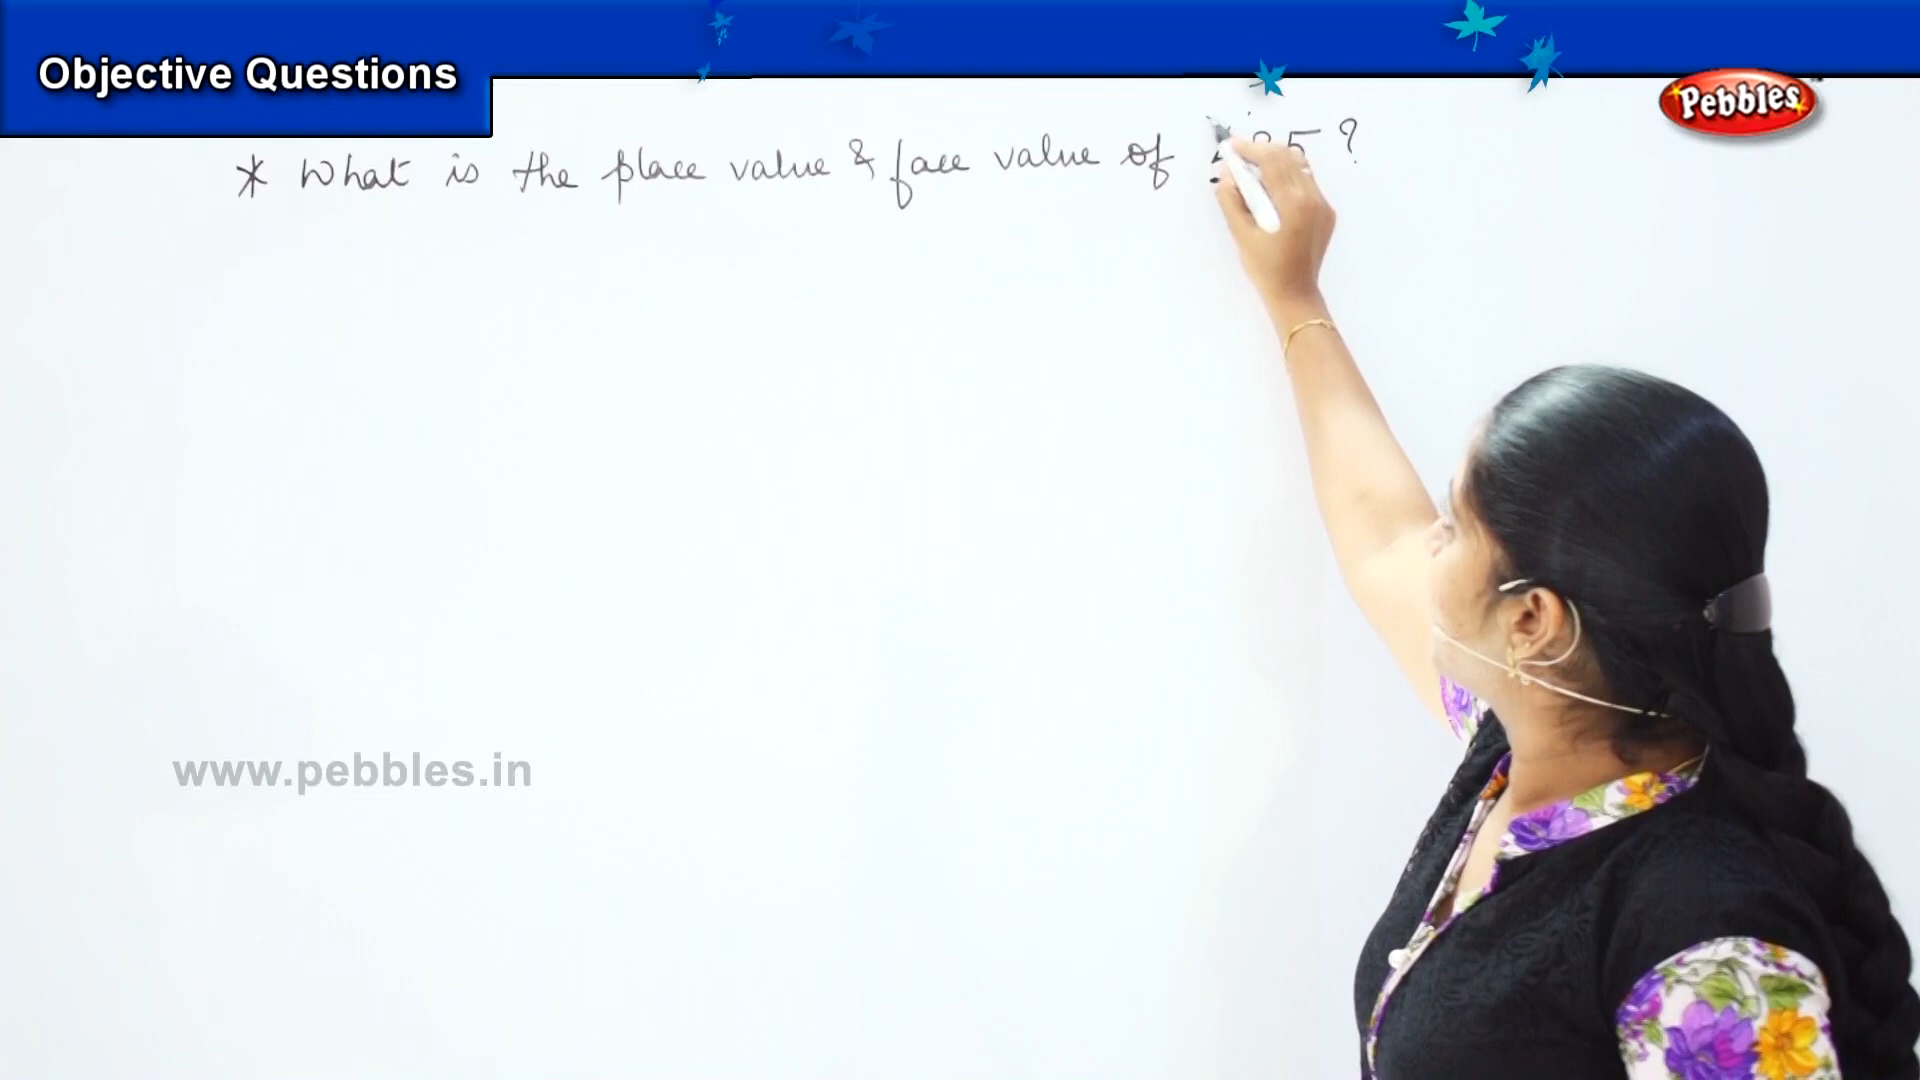 Objective Questions
Pebbles
* What is the place value & face value of ?
www.pebbles.in